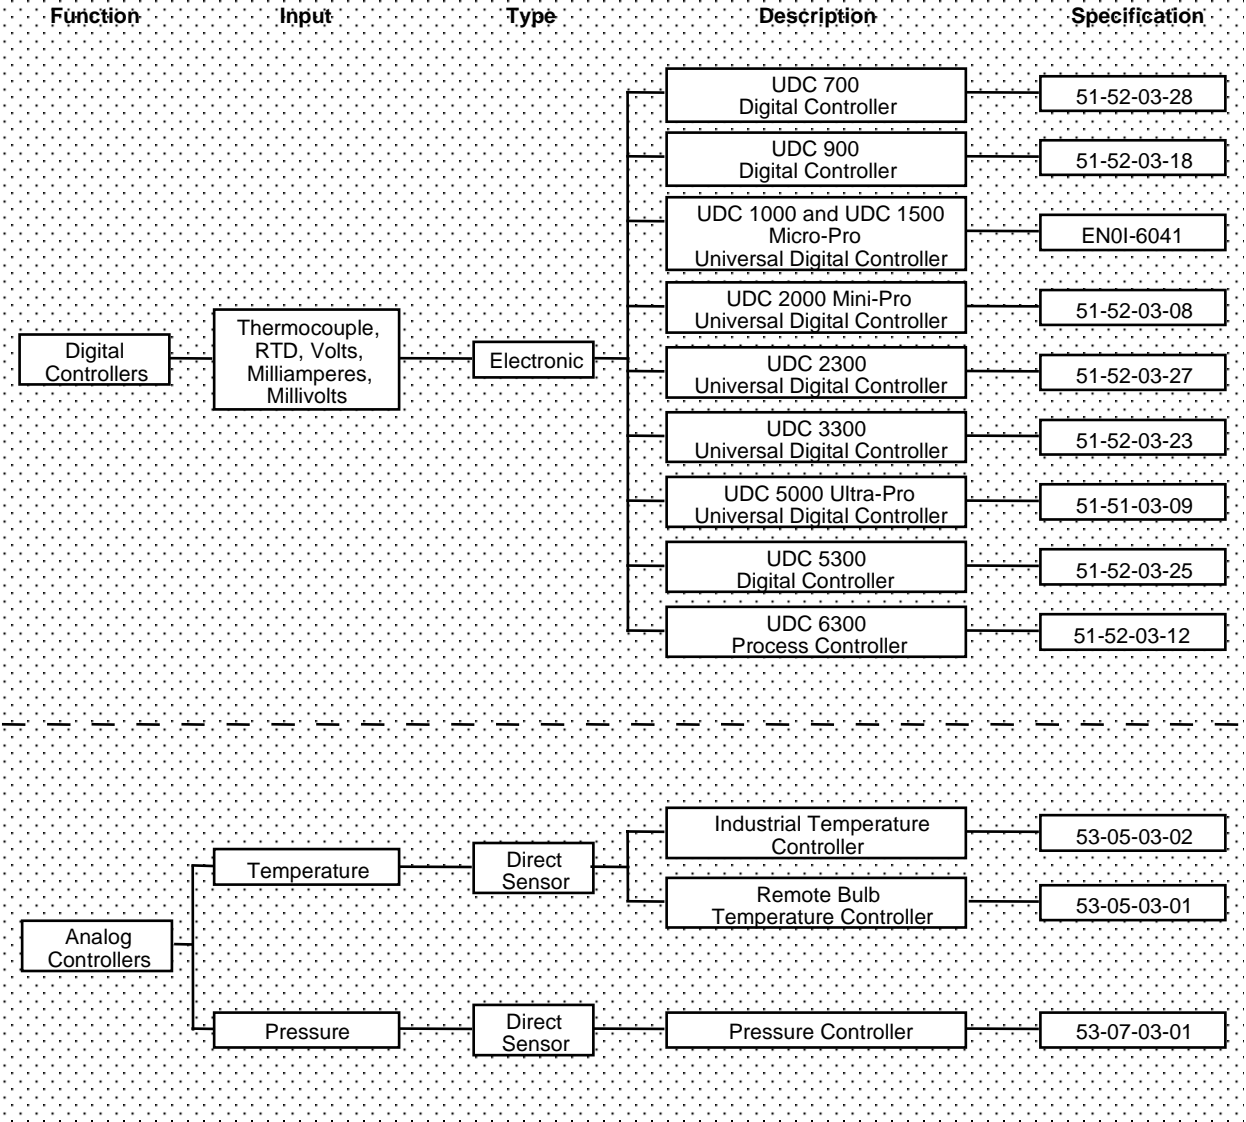 Function Input Type Description Specification
UDC 700
Digital Controller
51-52-03-28
UDC 900
Digital Controller
51-52-03-18
UDC 1000 and UDC 1500
Micro-Pro
Universal Digital Controller
EN0I-6041
UDC 2000 Mini-Pro
Universal Digital Controller
51-52-03-08
Digital
Controllers
Thermocouple,
RTD, Volts,
Milliamperes,
Millivolts
Electronic
UDC 2300
Universal Digital Controller
51-52-03-27
UDC 3300
Universal Digital Controller
51-52-03-23
UDC 5000 Ultra-Pro
Universal Digital Controller
51-51-03-09
UDC 5300
Digital Controller
51-52-03-25
UDC 6300
Process Controller
51-52-03-12
Analog
Controllers
Temperature
Direct
Sensor
Industrial Temperature
Controller
53-05-03-02
Remote Bulb
Temperature Controller
53-05-03-01
Pressure
Direct
Sensor
Pressure Controller
53-07-03-01